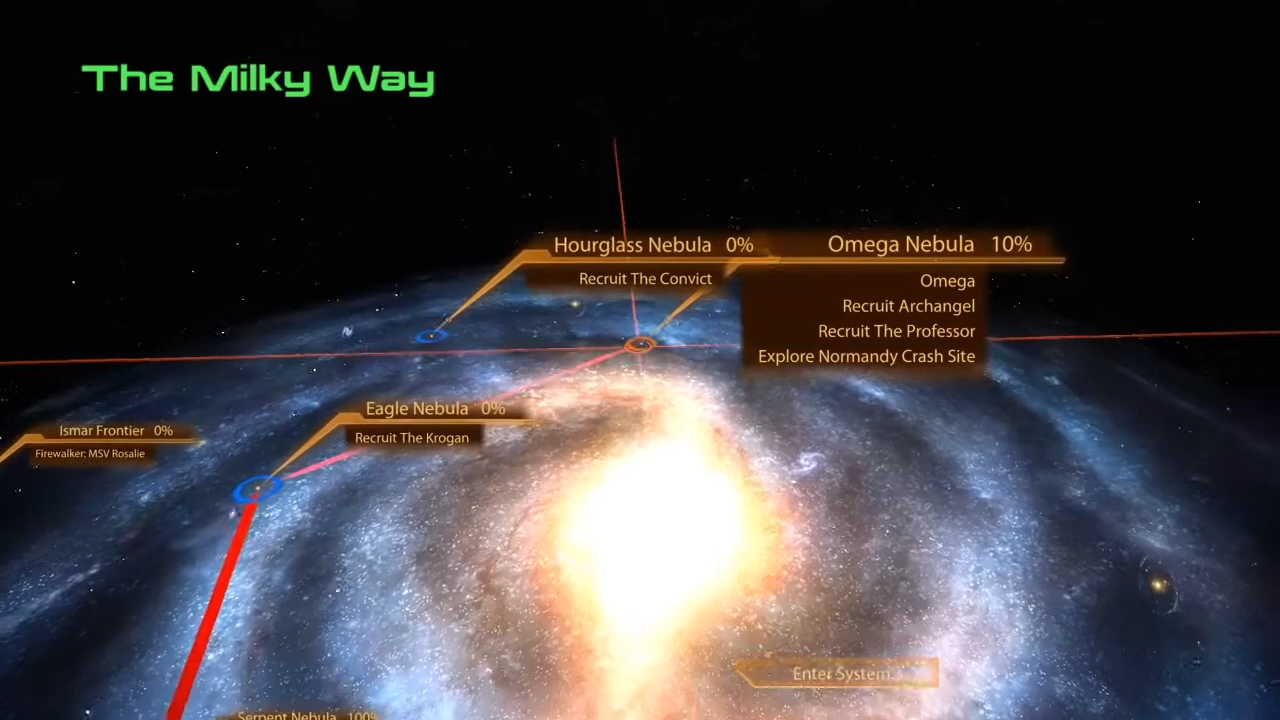 The Milky Way
Hourglass Nebula 0%
Recruit The Convict
Omega Nebula 10%
Omega
Recruit Archangel
Recruit The Professor
Explore Normandy Crash Site
Eagle Nebula 0%
Recruit The Krogan
Ismar Frontier 0%
Firewalker: MSV Rosalie
Enter System
Serpent Nebula 100%